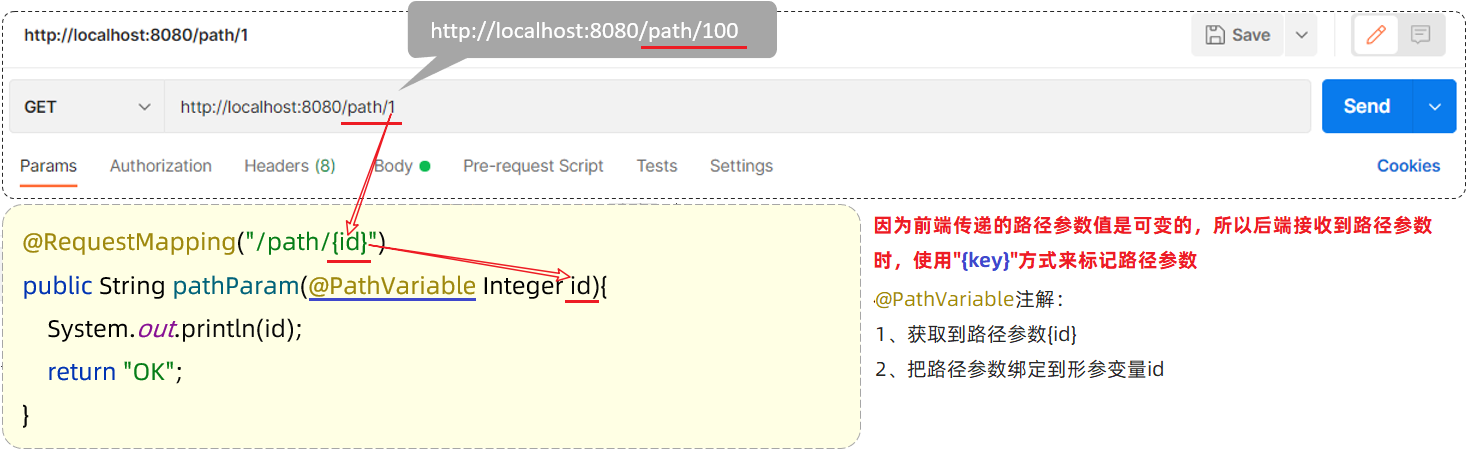 http://localhost:8080/path/1
http://localhost:8080/path/100
Save
GET
http://localhost:8080/path/1
Send
Params
Authorization
Headers (8)
Body
Pre-request Script
Tests
Settings
Cookies
@RequestMapping("/path/{id}")
public String pathParam(@PathVariable Integer id){
System.out.println(id);
return "OK";
}
因为前端传递的路径参数值是可变的，所以后端接收到路径参数
时，使用"{key}"方式来标记路径参数
@PathVariable注解：
1、获取到路径参数{id}
2、把路径参数绑定到形参变量id